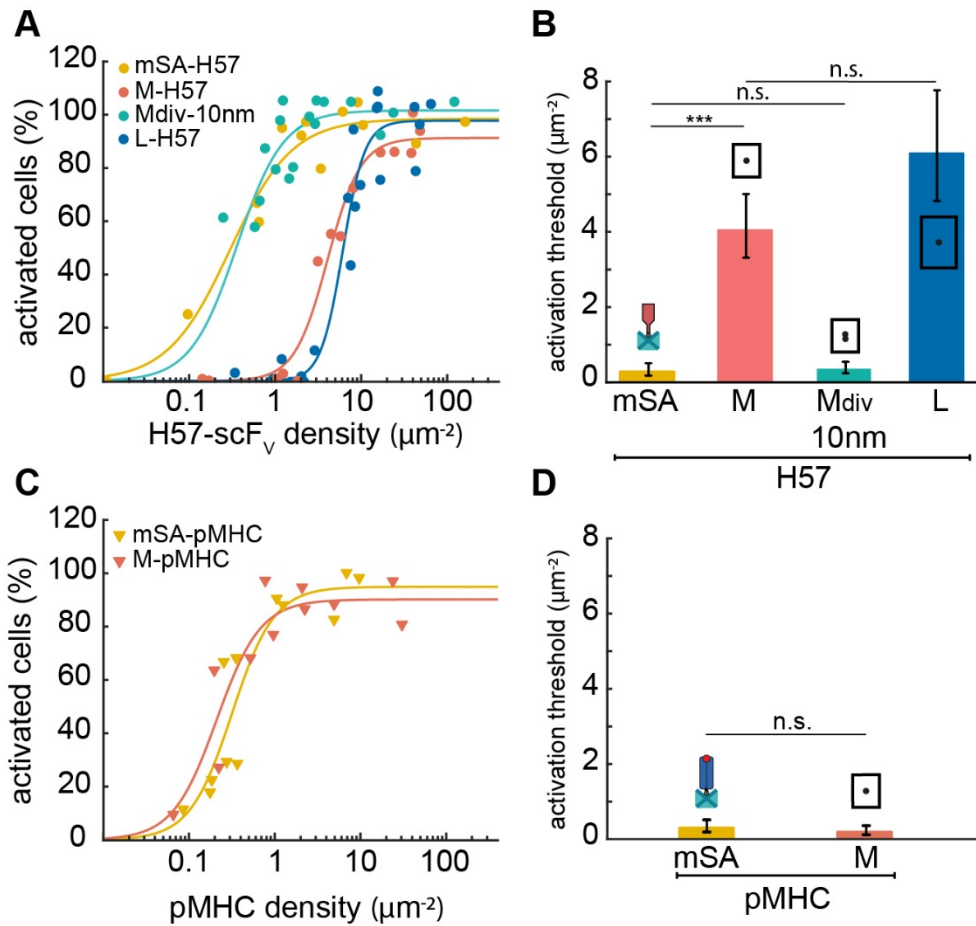 A
120
100
80
60
40
20
0
activated cells (%)
mSA-H57
M-H57
Mdiv-10nm
L-H57
0.1 1 10 100
H57-scFV density (µm-2)
B
8
6
4
2
0
activation threshold (µm-2)
n.s.
n.s.
***
mSA M Mdiv L
10nm
H57
C
120
100
80
60
40
20
0
activated cells (%)
mSA-pMHC
M-pMHC
0.1 1 10 100
pMHC density (µm-2)
D
8
6
4
2
0
activation threshold (µm-2)
n.s.
mSA M
pMHC